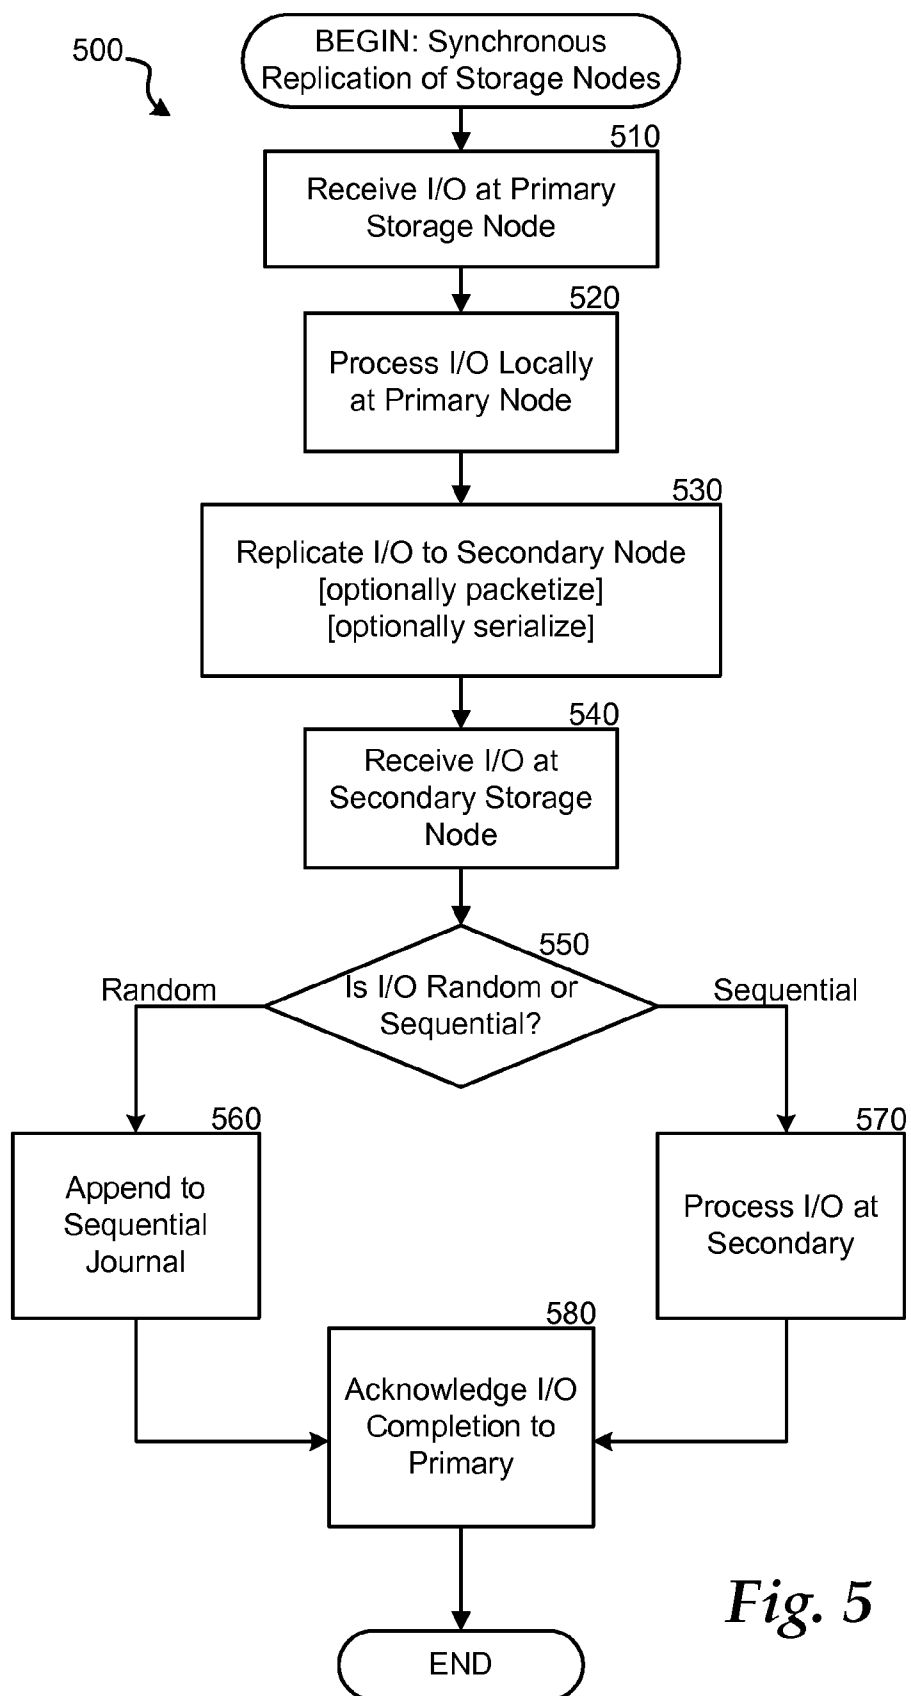 500
BEGIN: Synchronous
Replication of Storage Nodes
510
Receive I/O at Primary
Storage Node
520
Process I/O Locally
at Primary Node
530
Replicate I/O to Secondary Node
[optionally packetize]
[optionally serialize]
540
Receive I/O at
Secondary Storage
Node
550
Is I/O Random or
Sequential?
Random
Sequential
560
Append to
Sequential
Journal
570
Process I/O at
Secondary
580
Acknowledge I/O
Completion to
Primary
END
Fig. 5